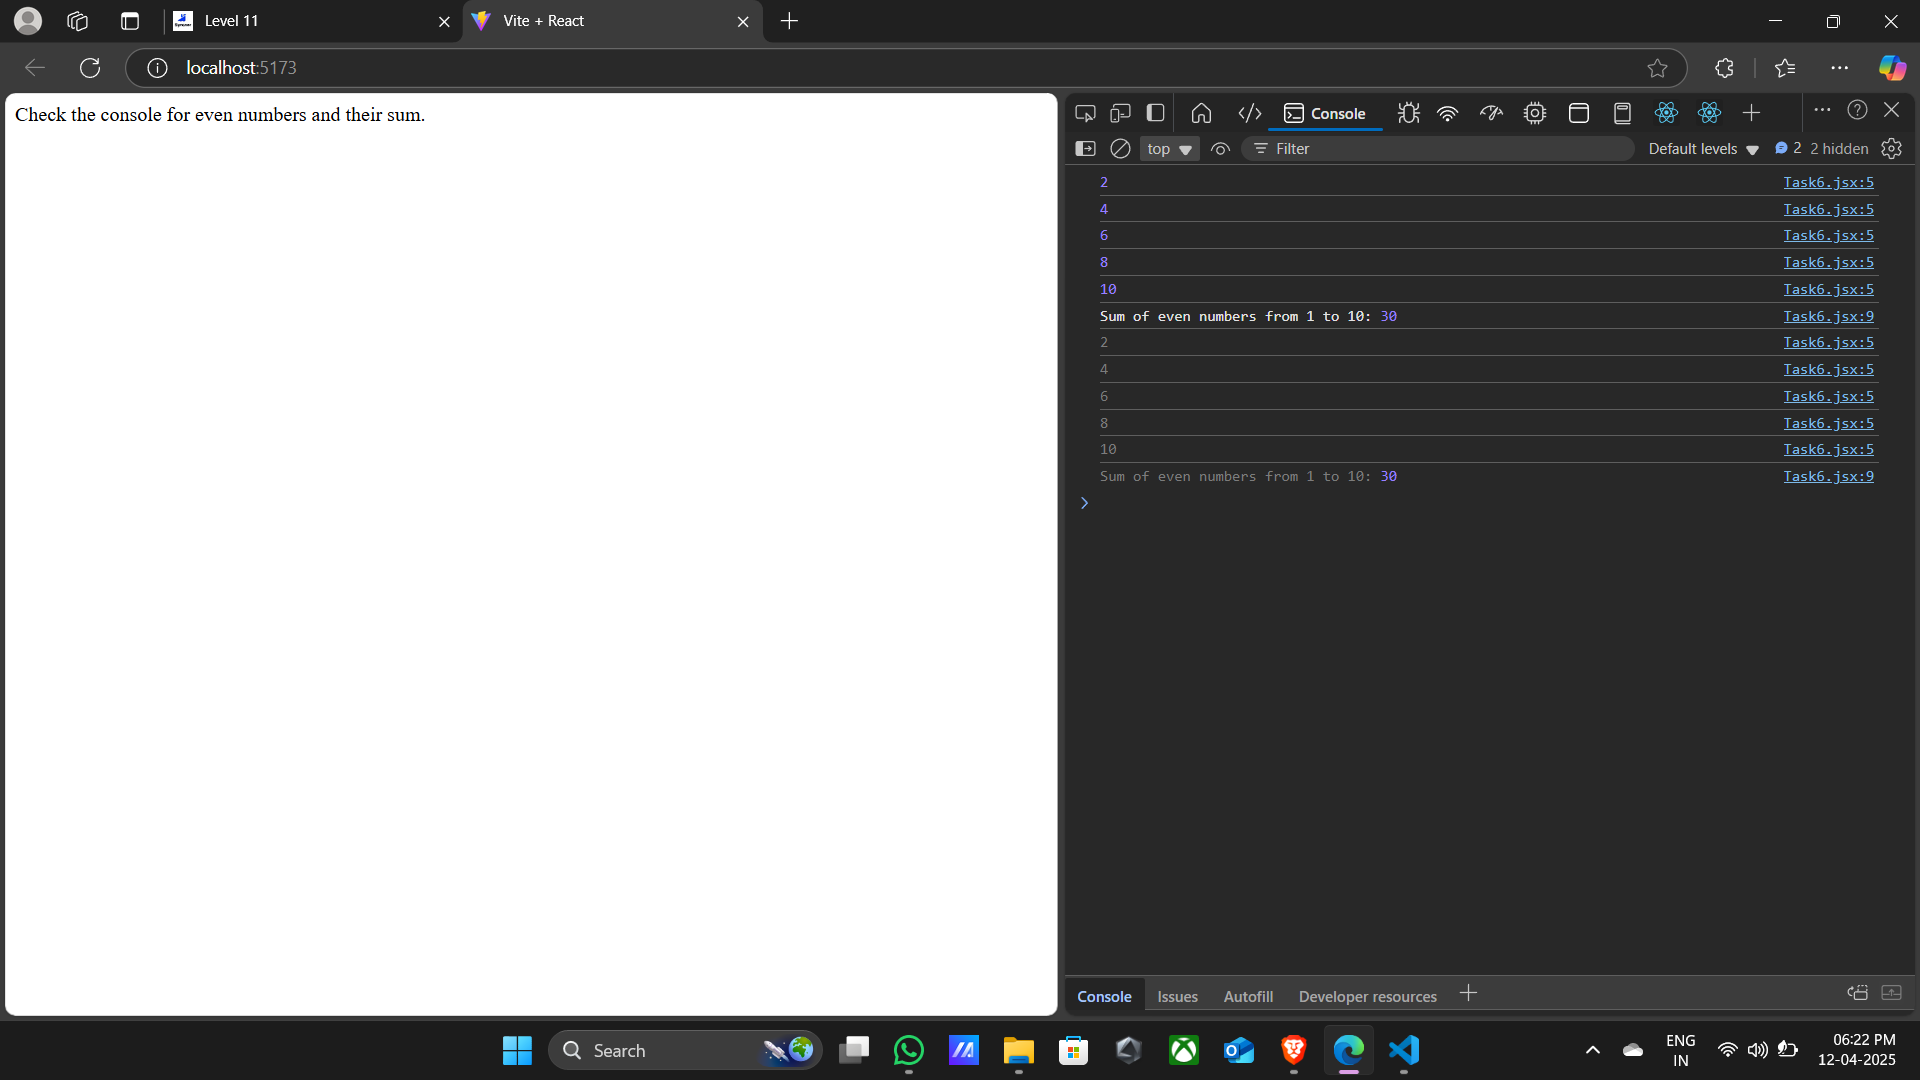 Level 11
Vite + React
localhost:5173
Check the console for even numbers and their sum.
Console
top
Filter
Default levels
2
2 hidden
2 Task6.jsx:5
4 Task6.jsx:5
6 Task6.jsx:5
8 Task6.jsx:5
10 Task6.jsx:5
Sum of even numbers from 1 to 10: 30 Task6.jsx:9
2 Task6.jsx:5
4 Task6.jsx:5
6 Task6.jsx:5
8 Task6.jsx:5
10 Task6.jsx:5
Sum of even numbers from 1 to 10: 30 Task6.jsx:9
Console Issues Autofill Developer resources
Search
ENG
IN
06:22 PM
12-04-2025